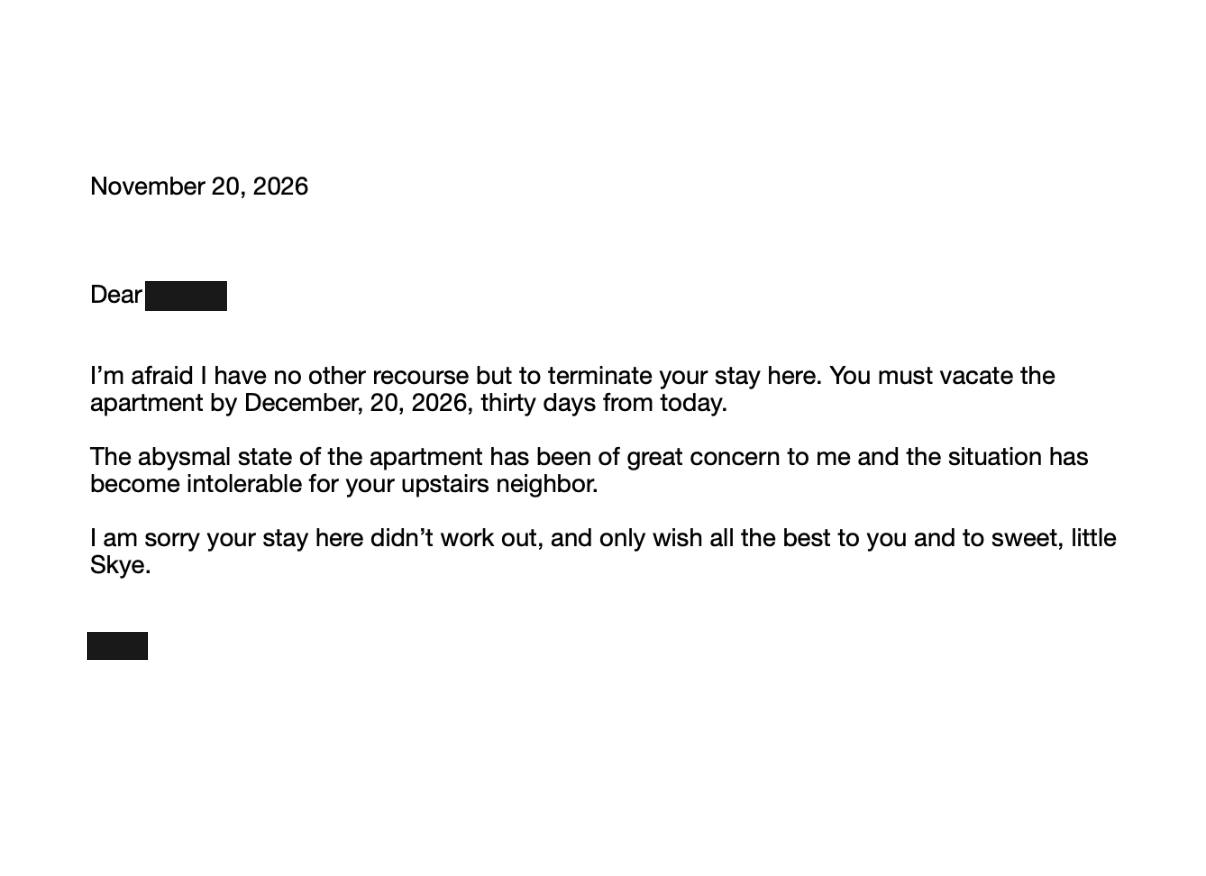 November 20, 2026
Dear
I’m afraid I have no other recourse but to terminate your stay here. You must vacate the
apartment by December, 20, 2026, thirty days from today.
The abysmal state of the apartment has been of great concern to me and the situation has
become intolerable for your upstairs neighbor.
I am sorry your stay here didn’t work out, and only wish all the best to you and to sweet, little
Skye.